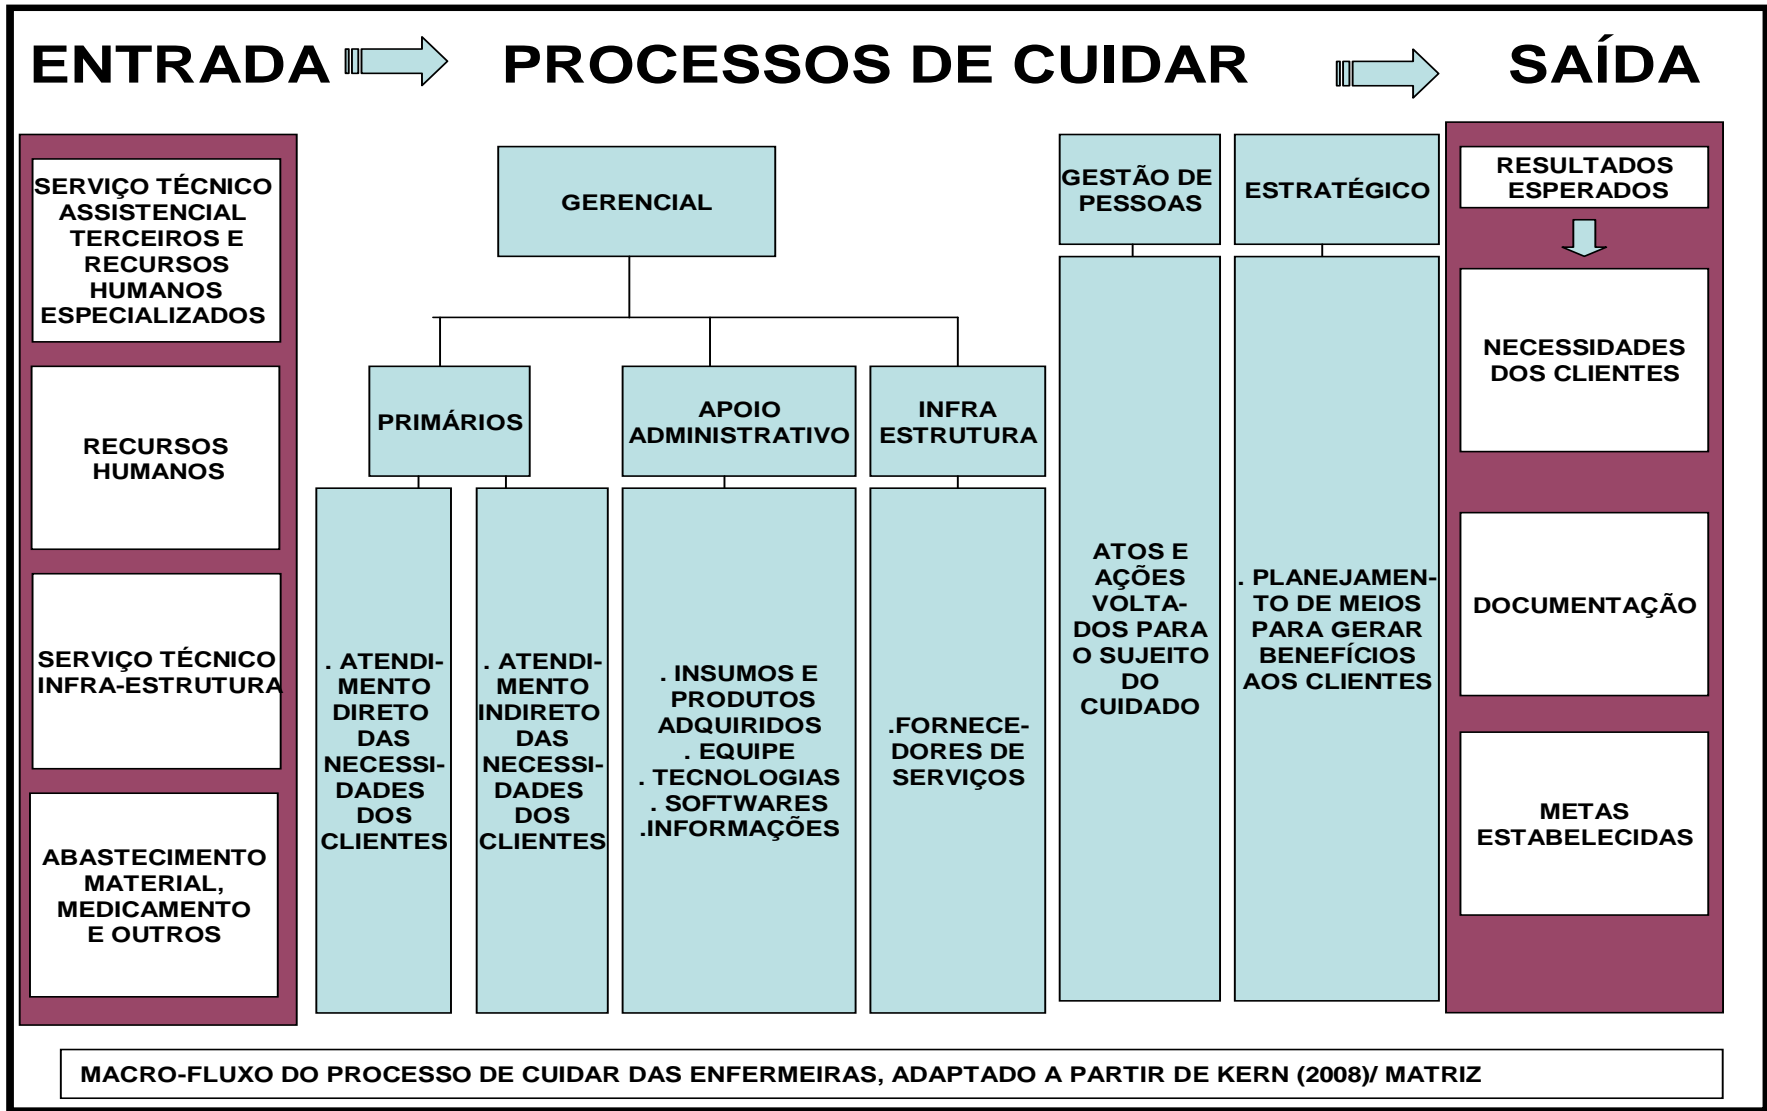 ENTRADA
PROCESSOS DE CUIDAR
SAÍDA
SERVIÇO TÉCNICO
ASSISTENCIAL
TERCEIROS E
RECURSOS
HUMANOS
ESPECIALIZADOS
RECURSOS
HUMANOS
SERVIÇO TÉCNICO
INFRA-ESTRUTURA
ABASTECIMENTO
MATERIAL,
MEDICAMENTO
E OUTROS
GERENCIAL
PRIMÁRIOS
. ATENDI-
MENTO
DIRETO
DAS
NECESSI-
DADES
DOS
CLIENTES
. ATENDI-
MENTO
INDIRETO
DAS
NECESSI-
DADES
DOS
CLIENTES
APOIO
ADMINISTRATIVO
. INSUMOS E
PRODUTOS
ADQUIRIDOS
. EQUIPE
. TECNOLOGIAS
. SOFTWARES
.INFORMAÇÕES
INFRA
ESTRUTURA
.FORNECE-
DORES DE
SERVIÇOS
GESTÃO DE
PESSOAS
ATOS E
AÇÕES
VOLTA-
DOS PARA
O SUJEITO
DO
CUIDADO
ESTRATÉGICO
. PLANEJAMEN-
TO DE MEIOS
PARA GERAR
BENEFÍCIOS
AOS CLIENTES
RESULTADOS
ESPERADOS
NECESSIDADES
DOS CLIENTES
DOCUMENTAÇÃO
METAS
ESTABELECIDAS
MACRO-FLUXO DO PROCESSO DE CUIDAR DAS ENFERMEIRAS, ADAPTADO A PARTIR DE KERN (2008)/ MATRIZ